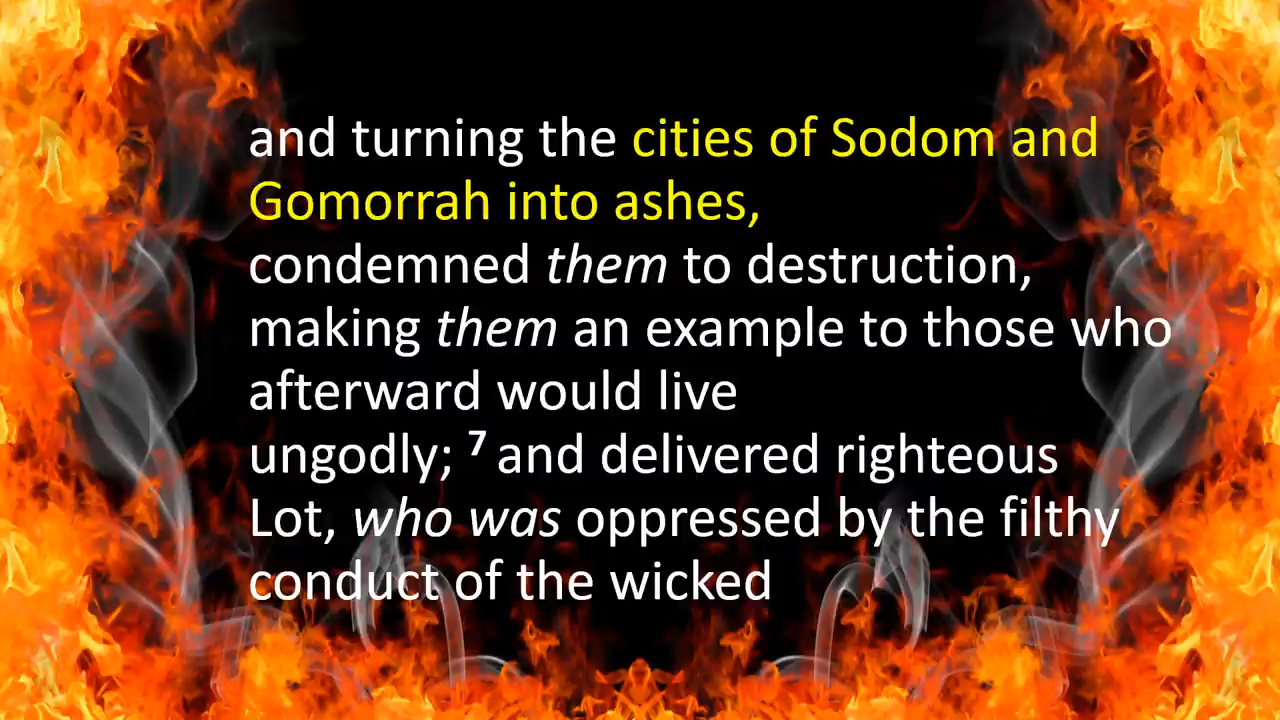 and turning the cities of Sodom and
Gomorrah into ashes,
condemned them to destruction,
making them an example to those who
afterward would live
ungodly; ⁷ and delivered righteous
Lot, who was oppressed by the filthy
conduct of the wicked